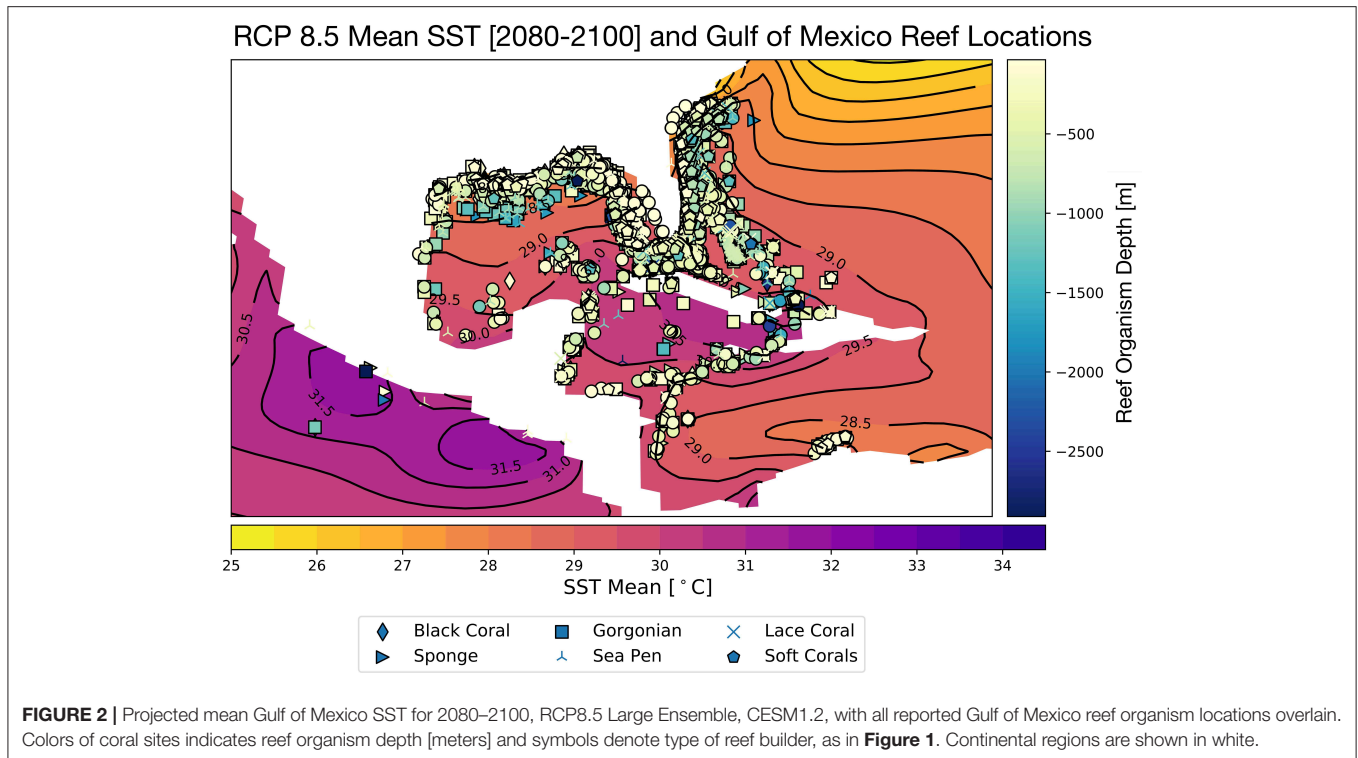 RCP 8.5 Mean SST [2080-2100] and Gulf of Mexico Reef Locations
29.0
29.0
29.5
30.0
30.5
29.5
31.5
28.5
29.0
31.5
31.0
−500
−1000
−1500
−2000
−2500
Reef Organism Depth [m]
25 26 27 28 29 30 31 32 33 34
SST Mean [°C]
Black Coral Gorgonian Lace Coral
Sponge Sea Pen Soft Corals
FIGURE 2 | Projected mean Gulf of Mexico SST for 2080–2100, RCP8.5 Large Ensemble, CESM1.2, with all reported Gulf of Mexico reef organism locations overlain.
Colors of coral sites indicates reef organism depth [meters] and symbols denote type of reef builder, as in Figure 1. Continental regions are shown in white.